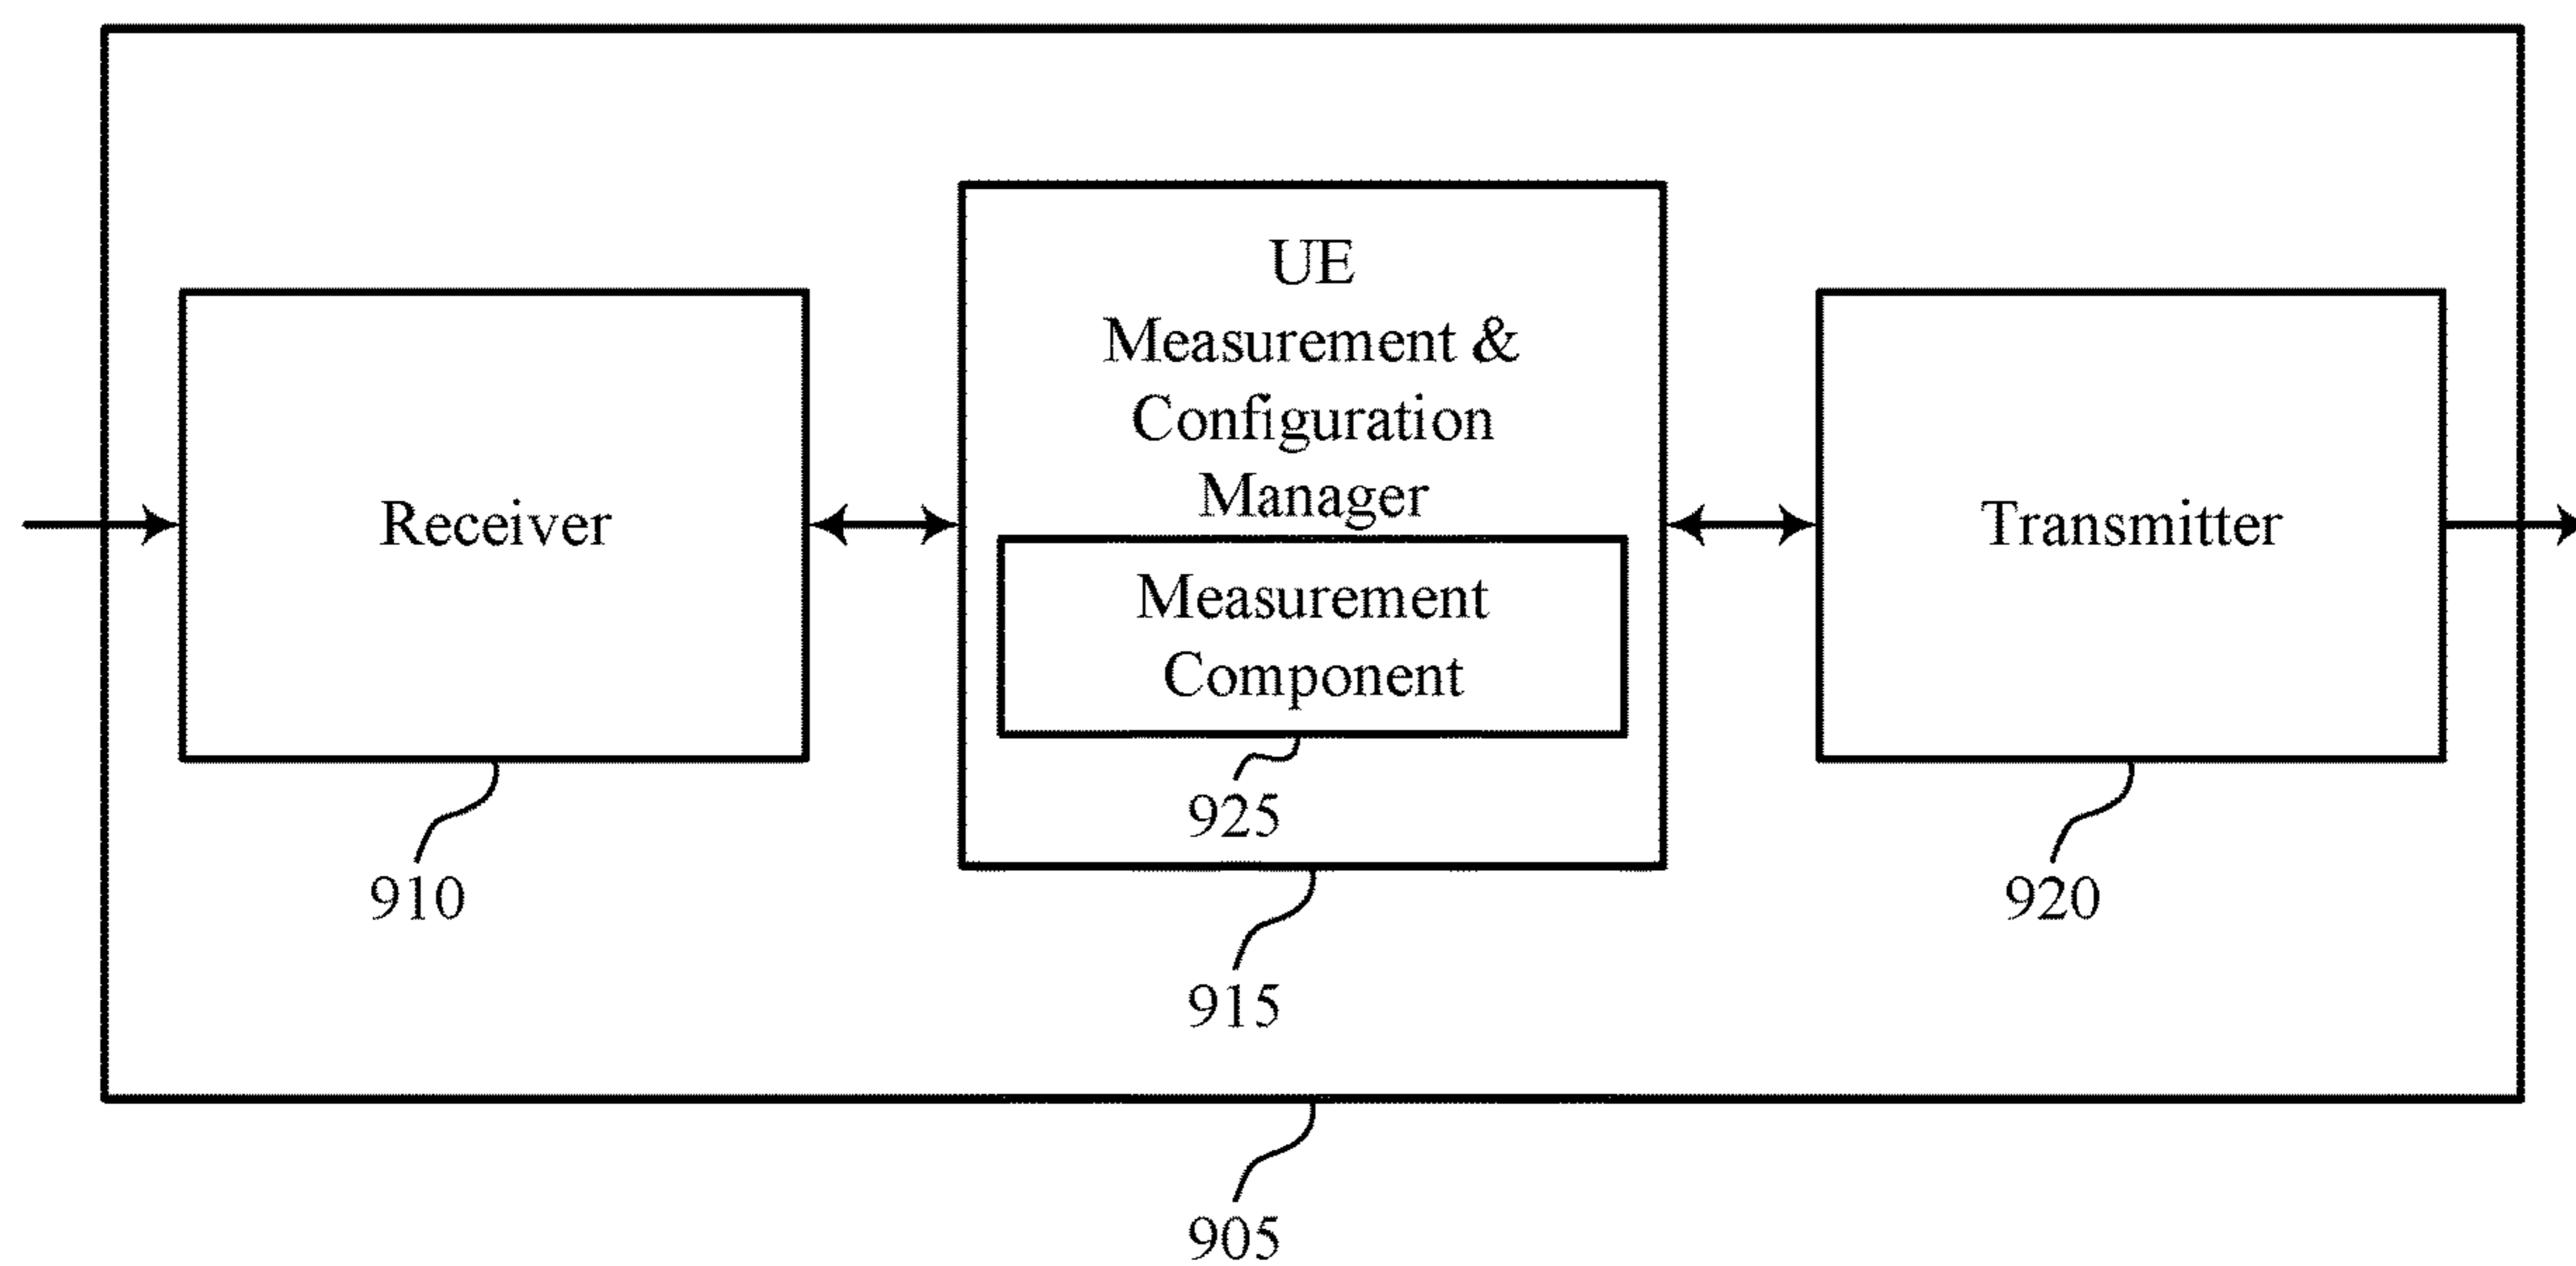 UE
Measurement &
Configuration
Manager
Receiver
Transmitter
Measurement
Component
925
910
920
915
905